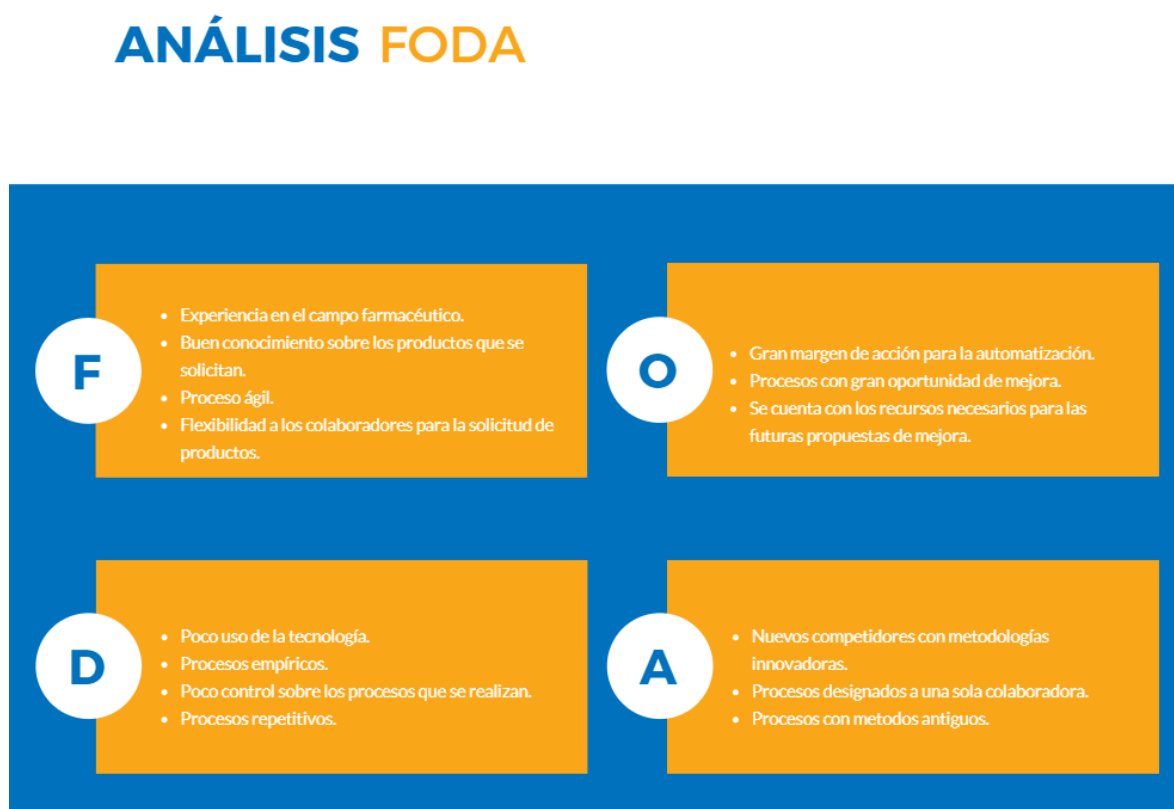 ANÁLISIS FODA
F
• Experiencia en el campo farmacéutico.
• Buen conocimiento sobre los productos que se
solicitan.
• Proceso ágil.
• Flexibilidad a los colaboradores para la solicitud de
productos.
O
• Gran margen de acción para la automatización.
• Procesos con gran oportunidad de mejora.
• Se cuenta con los recursos necesarios para las
futuras propuestas de mejora.
D
• Poco uso de la tecnología.
• Procesos empíricos.
• Poco control sobre los procesos que se realizan.
• Procesos repetitivos.
A
• Nuevos competidores con metodologías
innovadoras.
• Procesos designados a una sola colaboradora.
• Procesos con metodos antiguos.